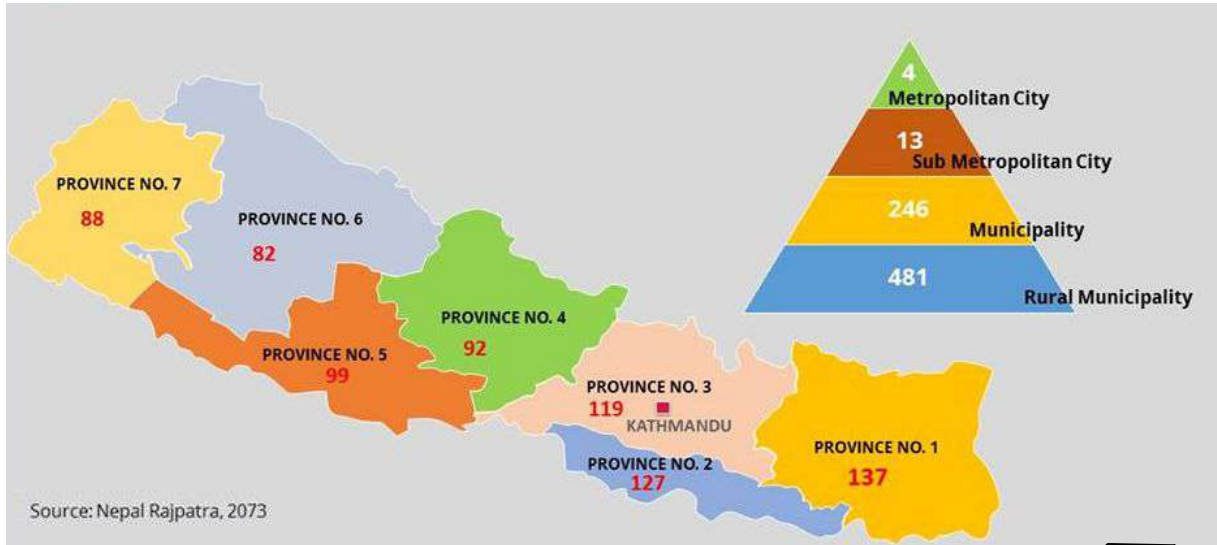 4
Metropolitan City
13
Sub Metropolitan City
246
Municipality
481
Rural Municipality
PROVINCE NO. 7
88
PROVINCE NO. 6
82
PROVINCE NO. 4
92
PROVINCE NO. 5
99
PROVINCE NO. 3
119
KATHMANDU
PROVINCE NO. 2
127
PROVINCE NO. 1
137
Source: Nepal Rajpatra, 2073